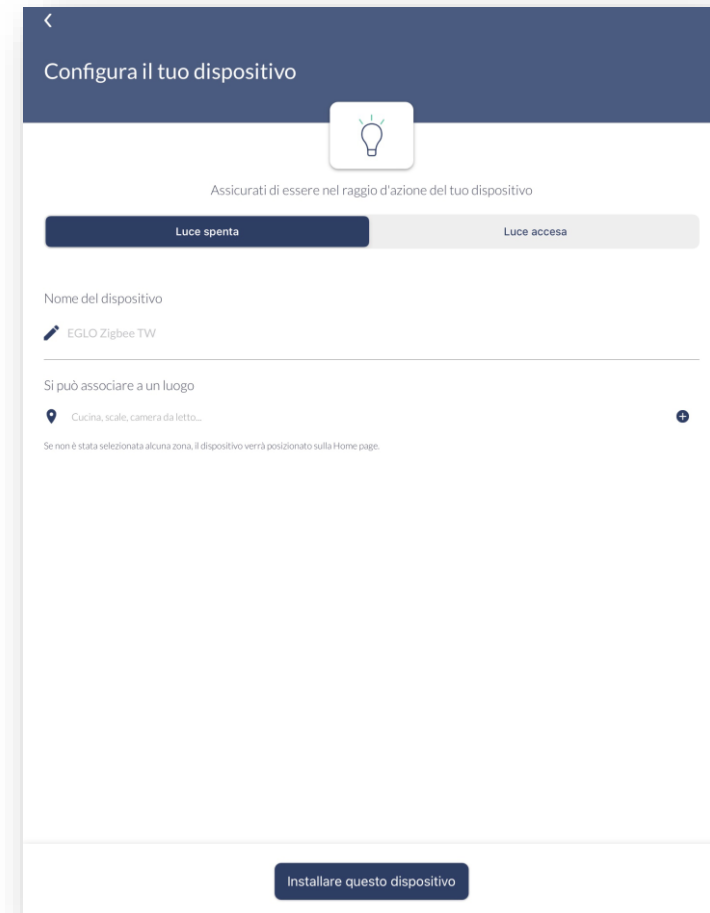 Configura il tuo dispositivo
Assicurati di essere nel raggio d'azione del tuo dispositivo
Luce spenta
Luce accesa
Nome del dispositivo
EGLO Zigbee TW
Si può associare a un luogo
Cucina, scale, camera da letto...
Se non è stata selezionata alcuna zona, il dispositivo verrà posizionato sulla Home page.
Installare questo dispositivo